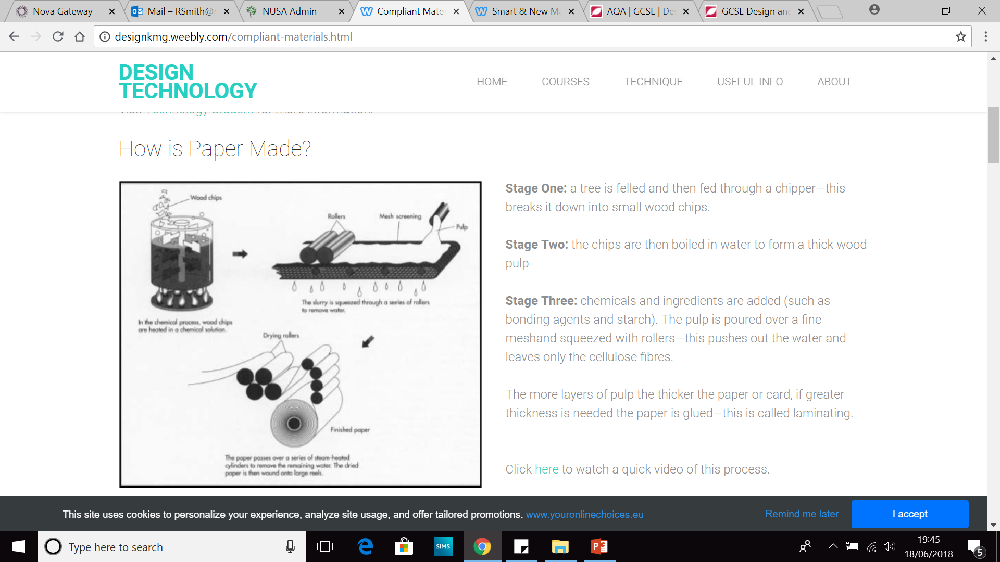 Nova Gateway
Mail – RSmith@
NUSA Admin
Compliant Mate
Smart & New M
AQA | GCSE | De
GCSE Design an
designkmg.weebly.com/compliant-materials.html
DESIGN
TECHNOLOGY
HOME COURSES TECHNIQUE USEFUL INFO ABOUT
Visit Technology Student for more information.
How is Paper Made?
Wood chips
Rollers
Mesh screening
Pulp
The slurry is squeezed through a series of rollers
to remove water.
In the chemical process, wood chips
are heated in a chemical solution.
Drying rollers
Finished paper
The paper passes over a series of steam-heated
cylinders to remove the remaining water. The dried
paper is then wound onto large reels.
Stage One: a tree is felled and then fed through a chipper—this
breaks it down into small wood chips.
Stage Two: the chips are then boiled in water to form a thick wood
pulp
Stage Three: chemicals and ingredients are added (such as
bonding agents and starch). The pulp is poured over a fine
meshand squeezed with rollers—this pushes out the water and
leaves only the cellulose fibres.
The more layers of pulp the thicker the paper or card, if greater
thickness is needed the paper is glued—this is called laminating.
Click here to watch a quick video of this process.
This site uses cookies to personalize your experience, analyze site usage, and offer tailored promotions. www.youronlinechoices.eu
Remind me later
I accept
Type here to search
SIMS
19:45
18/06/2018
5